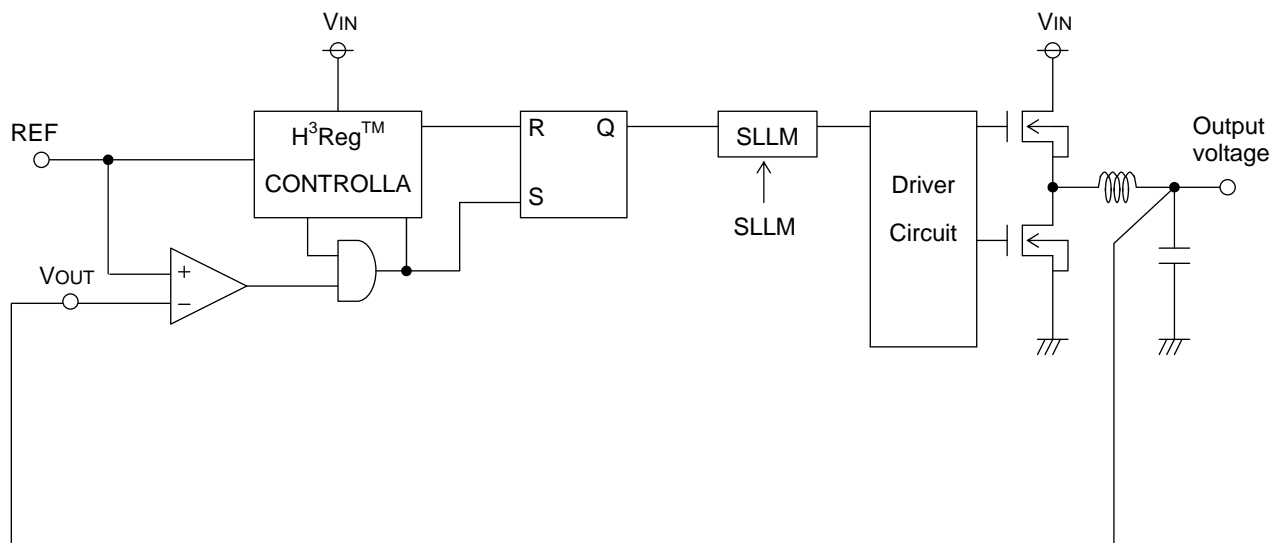 VIN
VIN
REF
H³Reg™
CONTROLLA
R
Q
S
SLLM
SLLM
Driver
Circuit
Output
voltage
VOUT
+
−